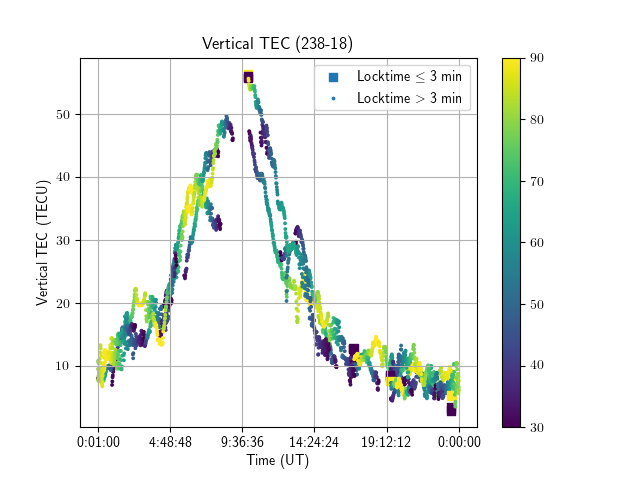 Vertical TEC (238-18)
Locktime ≤ 3 min
Locktime > 3 min
Vertical TEC (TECU)
50
40
30
20
10
0:01:00 4:48:48 9:36:36 14:24:24 19:12:12 0:00:00
Time (UT)
90
80
70
60
50
40
30